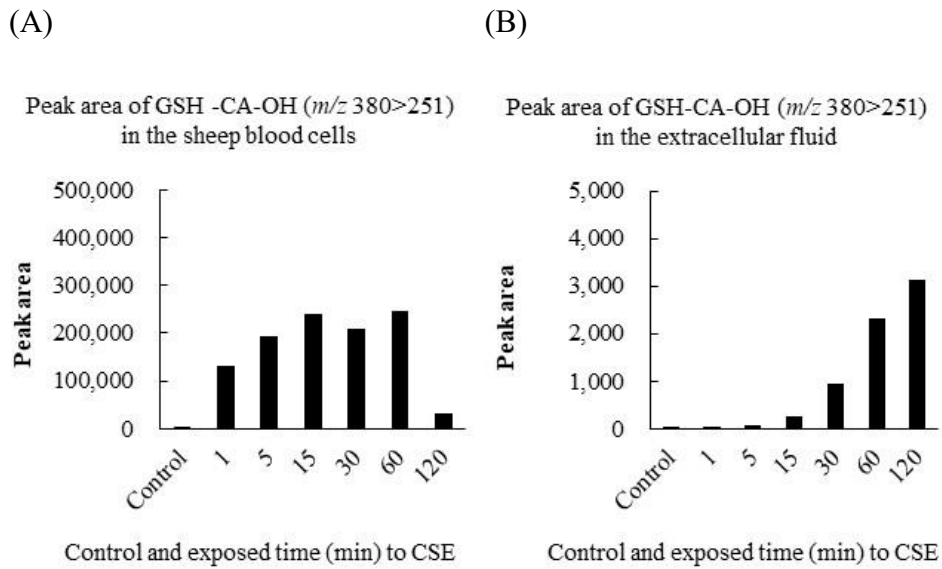 (A)
(B)
Peak area of GSH -CA-OH (m/z 380>251)
in the sheep blood cells
Peak area
500,000
400,000
300,000
200,000
100,000
0
Control
1
5
15
30
60
120
Control and exposed time (min) to CSE
Peak area of GSH-CA-OH (m/z 380>251)
in the extracellular fluid
Peak area
5,000
4,000
3,000
2,000
1,000
0
Control
1
5
15
30
60
120
Control and exposed time (min) to CSE